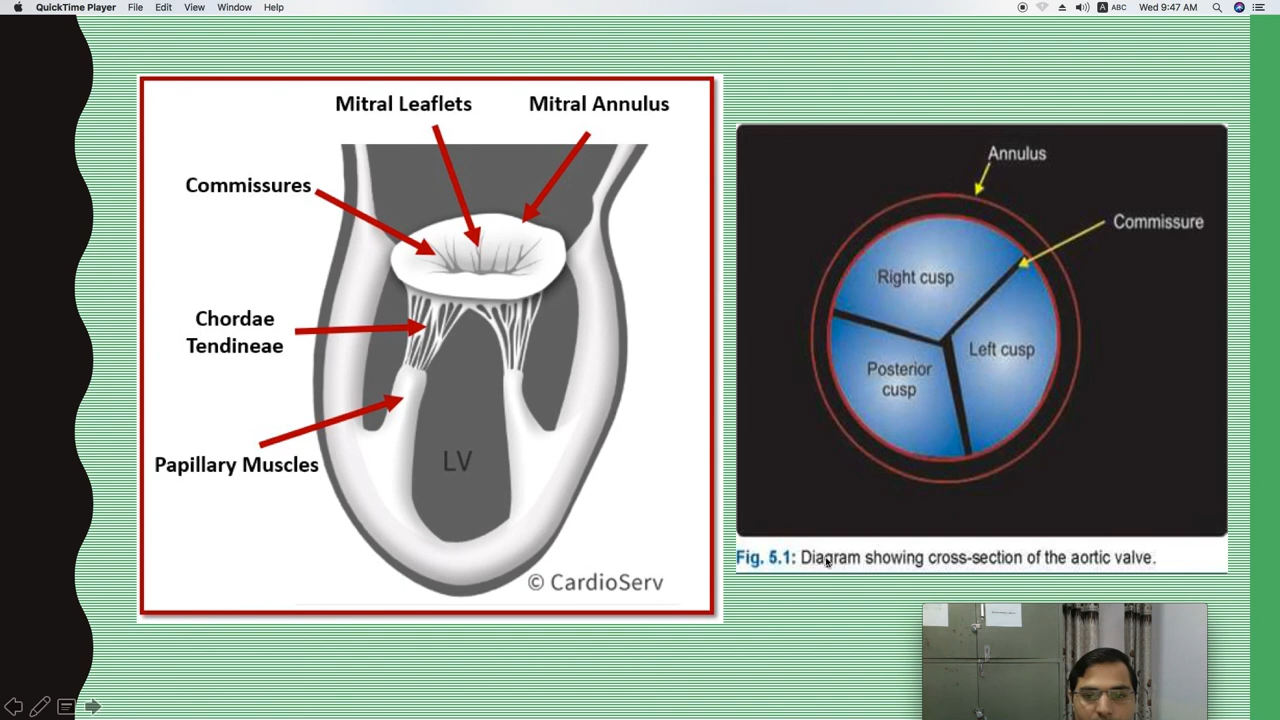 QuickTime Player File Edit View Window Help
A ABC Wed 9:47 AM
Mitral Leaflets
Mitral Annulus
Commissures
Chordae
Tendineae
Papillary Muscles
LV
© CardioServ
Annulus
Commissure
Right cusp
Left cusp
Posterior
cusp
Fig. 5.1: Diagram showing cross-section of the aortic valve.